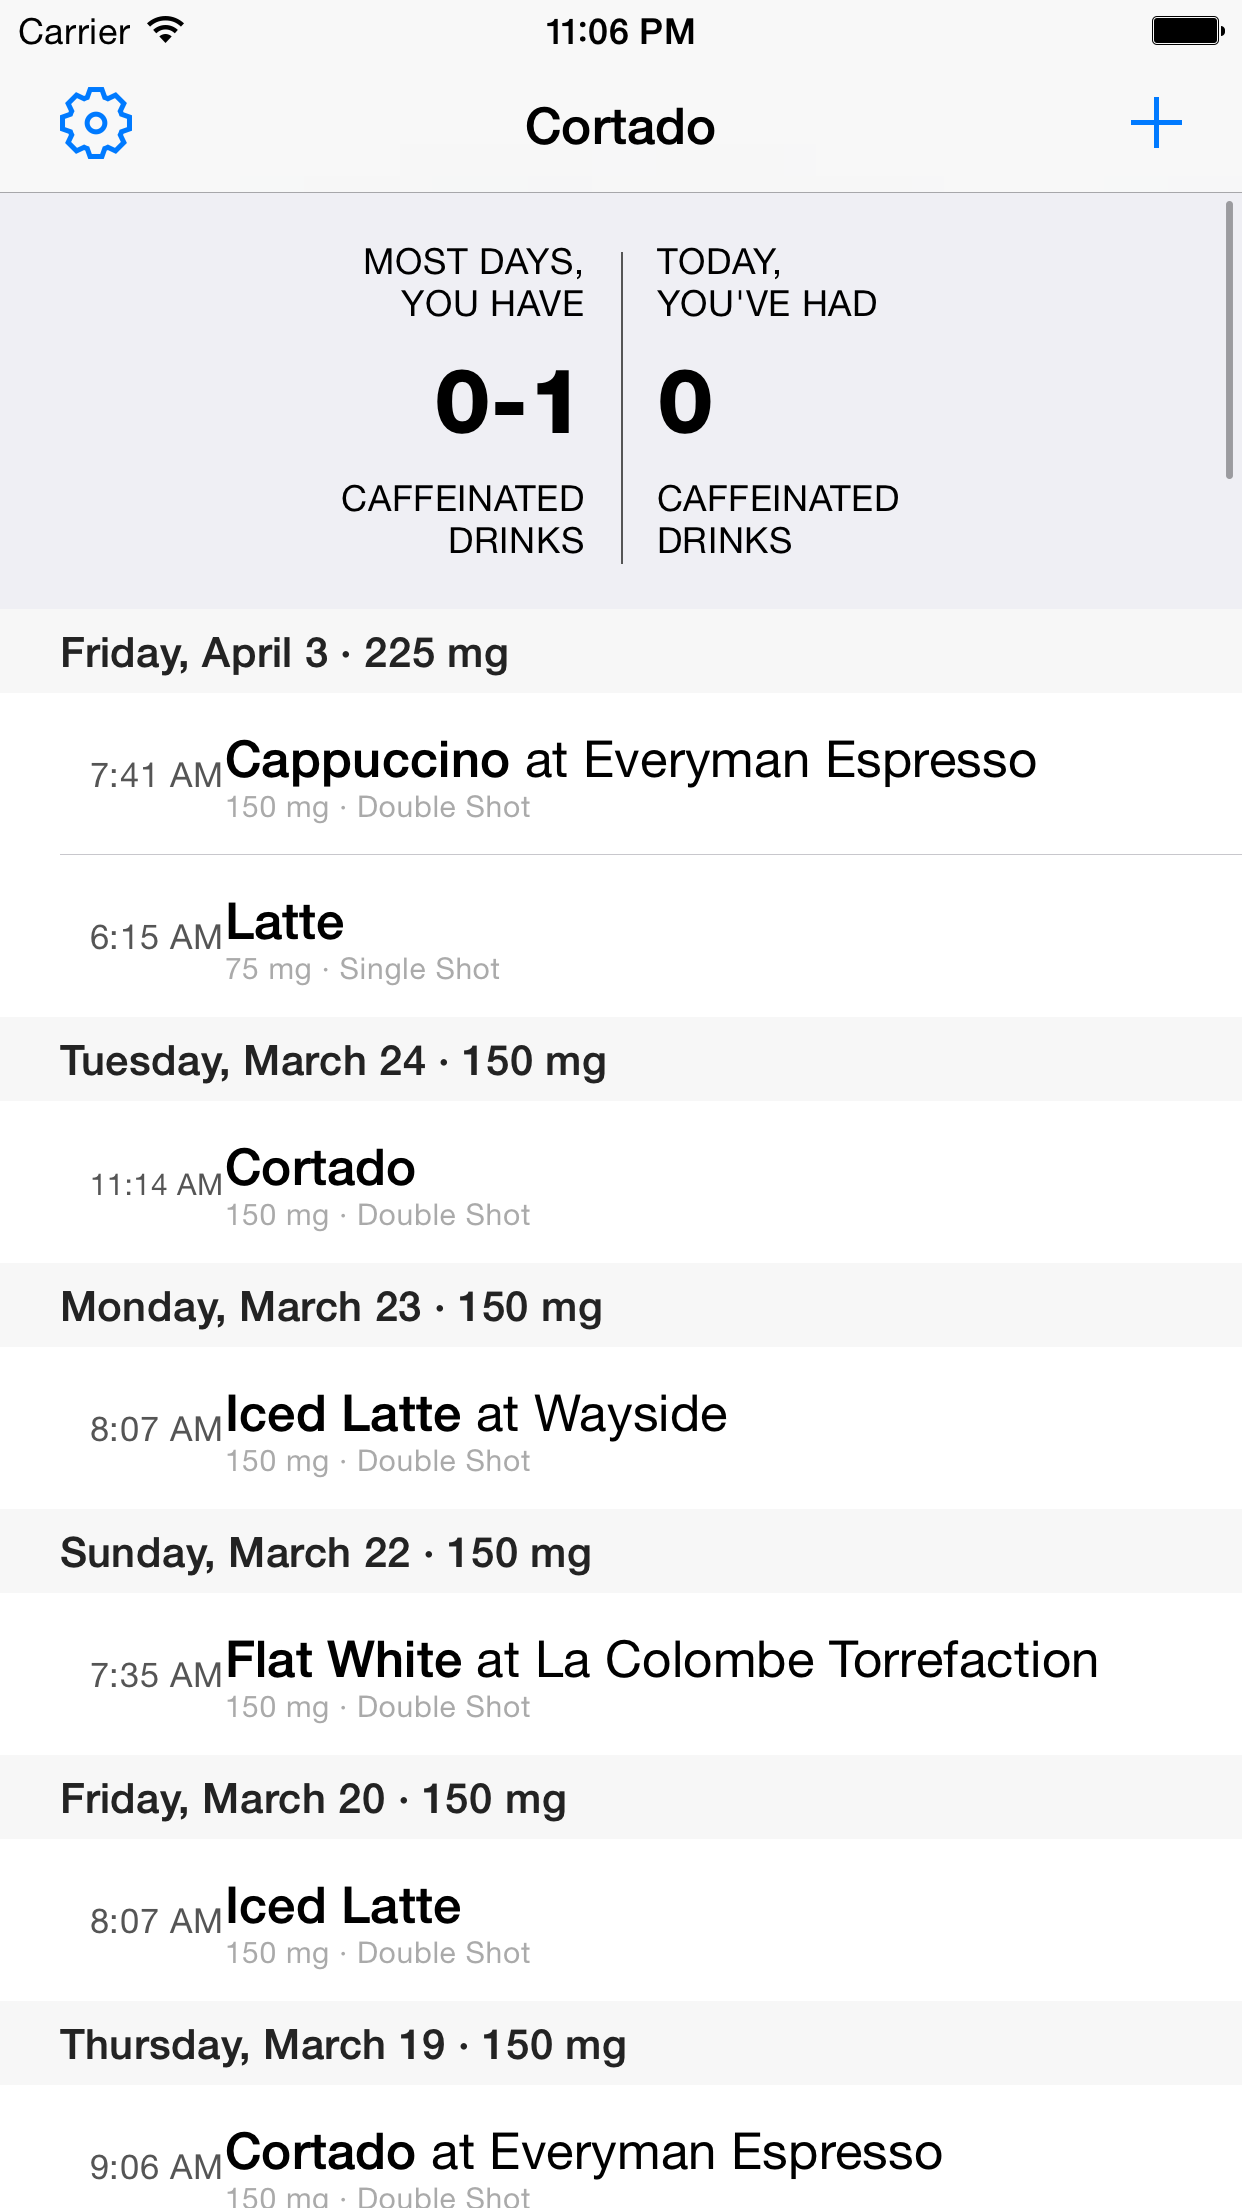 Carrier 11:06 PM
Cortado
MOST DAYS,
YOU HAVE
0-1
CAFFEINATED
DRINKS
TODAY,
YOU'VE HAD
0
CAFFEINATED
DRINKS
Friday, April 3 · 225 mg
7:41 AM Cappuccino at Everyman Espresso
150 mg · Double Shot
6:15 AM Latte
75 mg · Single Shot
Tuesday, March 24 · 150 mg
11:14 AM Cortado
150 mg · Double Shot
Monday, March 23 · 150 mg
8:07 AM Iced Latte at Wayside
150 mg · Double Shot
Sunday, March 22 · 150 mg
7:35 AM Flat White at La Colombe Torrefaction
150 mg · Double Shot
Friday, March 20 · 150 mg
8:07 AM Iced Latte
150 mg · Double Shot
Thursday, March 19 · 150 mg
9:06 AM Cortado at Everyman Espresso
150 mg · Double Shot